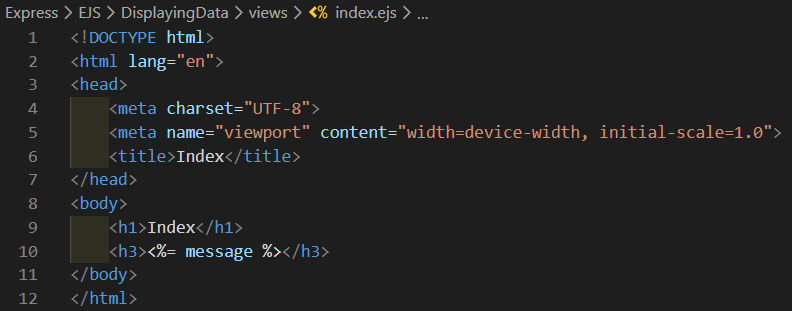 Express > EJS > DisplayingData > views > <% index.ejs > ...
1 <!DOCTYPE html>
2 <html lang="en">
3 <head>
4     <meta charset="UTF-8">
5     <meta name="viewport" content="width=device-width, initial-scale=1.0">
6     <title>Index</title>
7 </head>
8 <body>
9     <h1>Index</h1>
10     <h3><%= message %></h3>
11 </body>
12 </html>